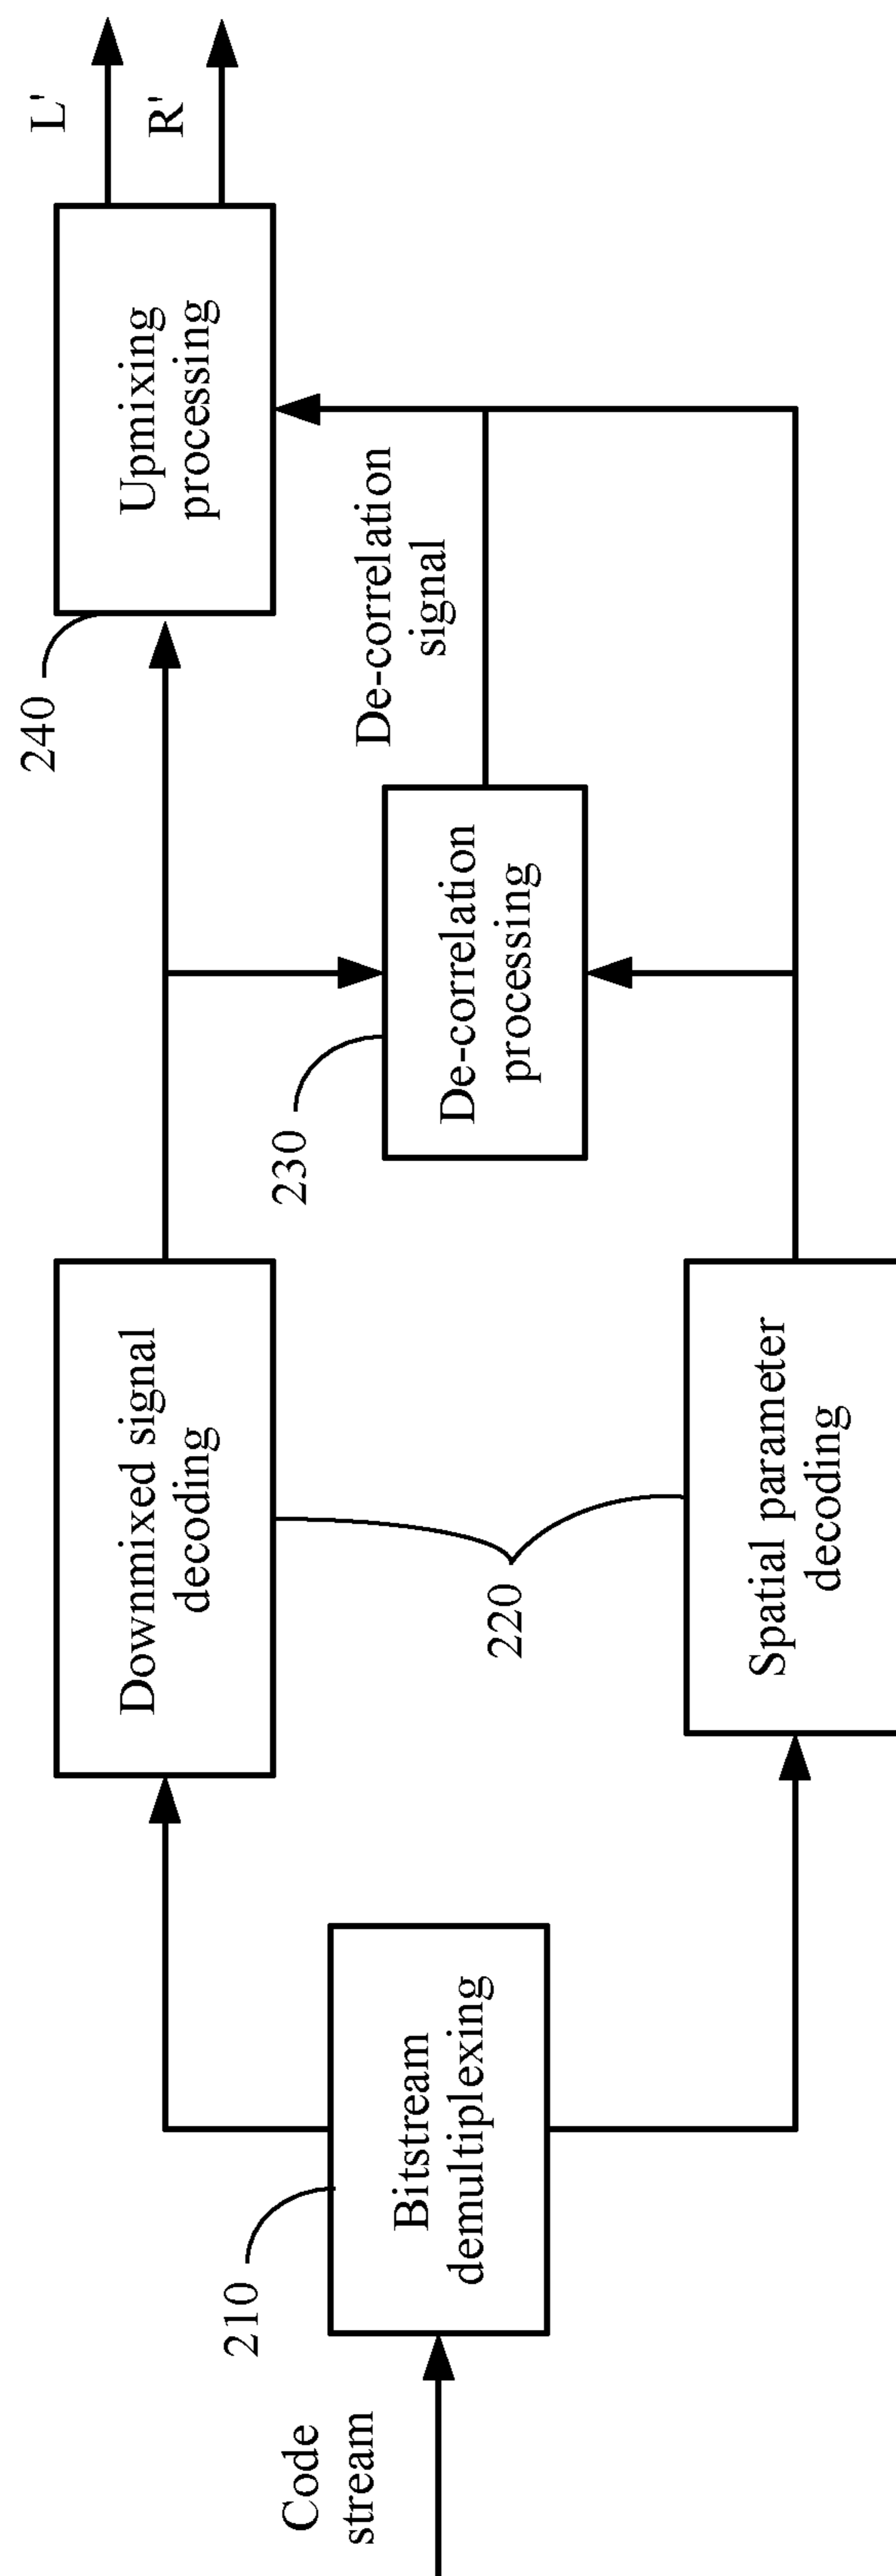 Code
stream
210
Bitstream
demultiplexing
Downmixed signal
decoding
220
Spatial parameter
decoding
230
De-correlation
processing
De-correlation
signal
240
Upmixing
processing
L'
R'